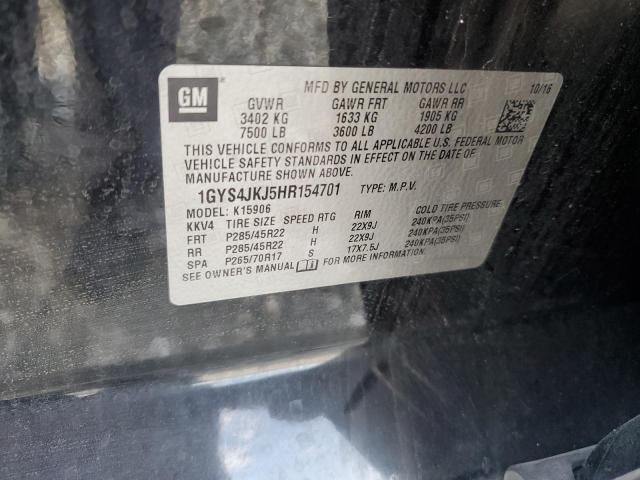 GM
MFD BY GENERAL MOTORS LLC 10/16
GVWR GAWR FRT GAWR RR
3402 KG 1633 KG 1905 KG
7500 LB 3600 LB 4200 LB
THIS VEHICLE CONFORMS TO ALL APPLICABLE U.S. FEDERAL MOTOR
VEHICLE SAFETY STANDARDS IN EFFECT ON THE DATE OF
MANUFACTURE SHOWN ABOVE.
1GYS4JKJ5HR154701 TYPE: M.P.V.
MODEL: K15906
KKV4 TIRE SIZE SPEED RTG RIM COLD TIRE PRESSURE
FRT P285/45R22 H 22X9J 240KPA(35PSI)
RR P285/45R22 H 22X9J 240KPA(35PSI)
SPA P265/70R17 S 17X7.5J 240KPA(35PSI)
SEE OWNER'S MANUAL FOR MORE INFORMATION.